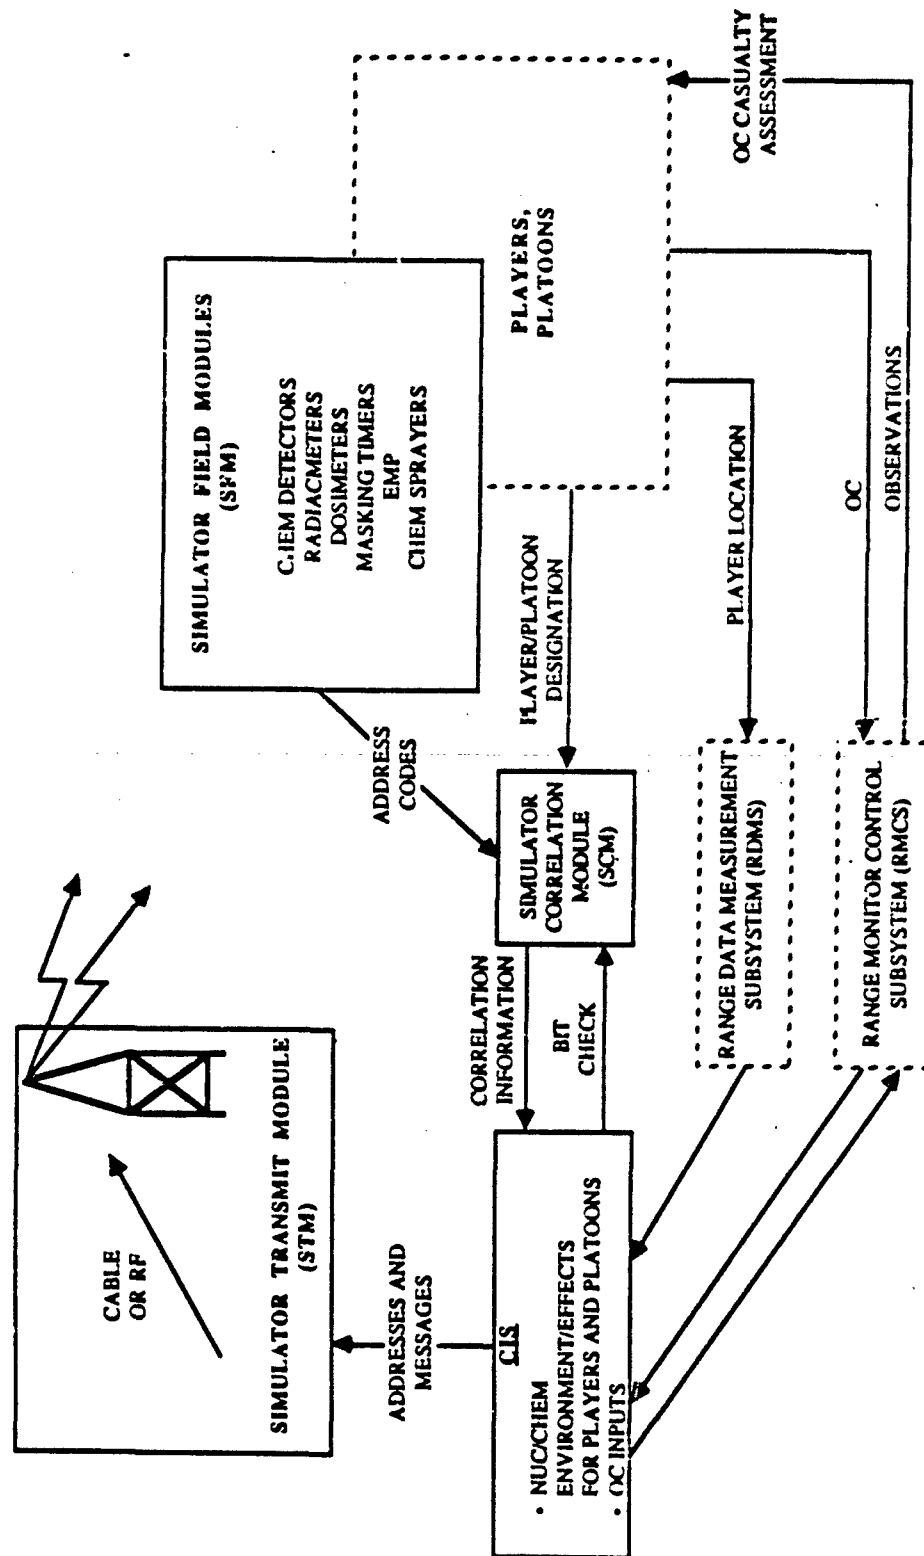 SIMULATOR TRANSMIT MODULE
(STM)
CABLE
OR RF
ADDRESSES AND
MESSAGES
CIS
• NUC/CHEM
ENVIRONMENT/EFFECTS
FOR PLAYERS AND PLATOONS
• OC INPUTS
CORRELATION
INFORMATION
BIT
CHECK
SIMULATOR
CORRELATION
MODULE
(SCM)
ADDRESS
CODES
SIMULATOR FIELD MODULES
(SFM)
CHEM DETECTORS
RADIACMETERS
DOSIMETERS
MASKING TIMERS
EMP
CHEM SPRAYERS
PLAYERS,
PLATOONS
PLAYER/PLATOON
DESIGNATION
PLAYER LOCATION
RANGE DATA MEASUREMENT
SUBSYSTEM (RDMS)
OC
OBSERVATIONS
RANGE MONITOR CONTROL
SUBSYSTEM (RMCS)
OC CASUALTY
ASSESSMENT